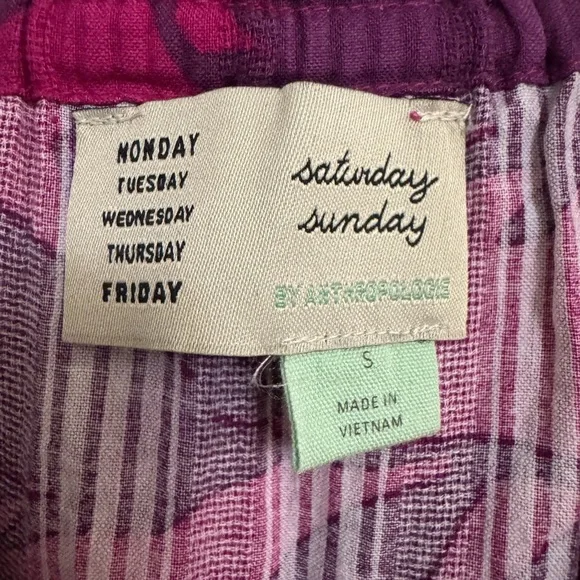 MONDAY
TUESDAY
WEDNESDAY
THURSDAY
FRIDAY
saturday
sunday
BY ANTHROPOLOGIE
S
MADE IN
VIETNAM